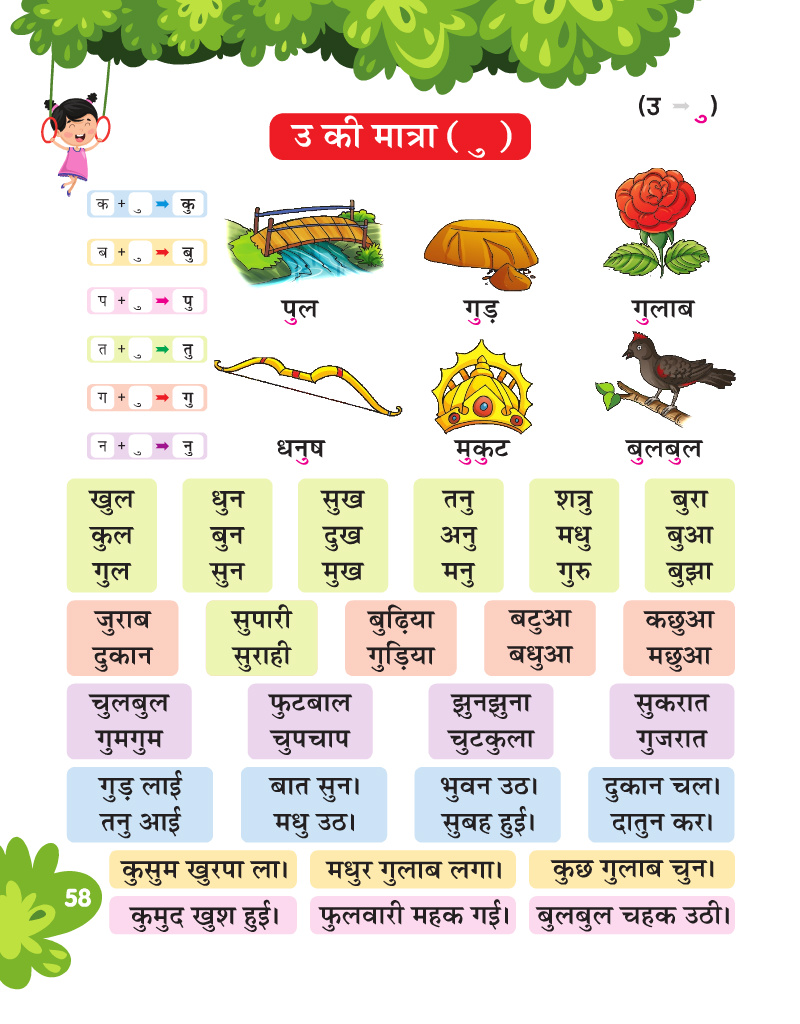 (उ ➡ ु)
उ की मात्रा ( ु )
क + ु ➡ कु
ब + ु ➡ बु
प + ु ➡ पु
त + ु ➡ तु
ग + ु ➡ गु
न + ु ➡ नु
पुल गुड़ गुलाब
धनुष मुकुट बुलबुल
खुल धुन सुख तनु शत्रु बुरा
कुल बुन दुख अनु मधु बुआ
गुल सुन मुख मनु गुरु बुझा
जुराब सुपारी बुढ़िया बटुआ कछुआ
दुकान सुराही गुड़िया बधुआ मछुआ
चुलबुल फुटबाल झुनझुना सुकरात
गुमगुम चुपचाप चुटकुला गुजरात
गुड़ लाई बात सुन। भुवन उठ। दुकान चल।
तनु आई मधु उठ। सुबह हुई। दातुन कर।
कुसुम खुरपा ला। मधुर गुलाब लगा। कुछ गुलाब चुन।
कुमुद खुश हुई। फुलवारी महक गई। बुलबुल चहक उठी।
58